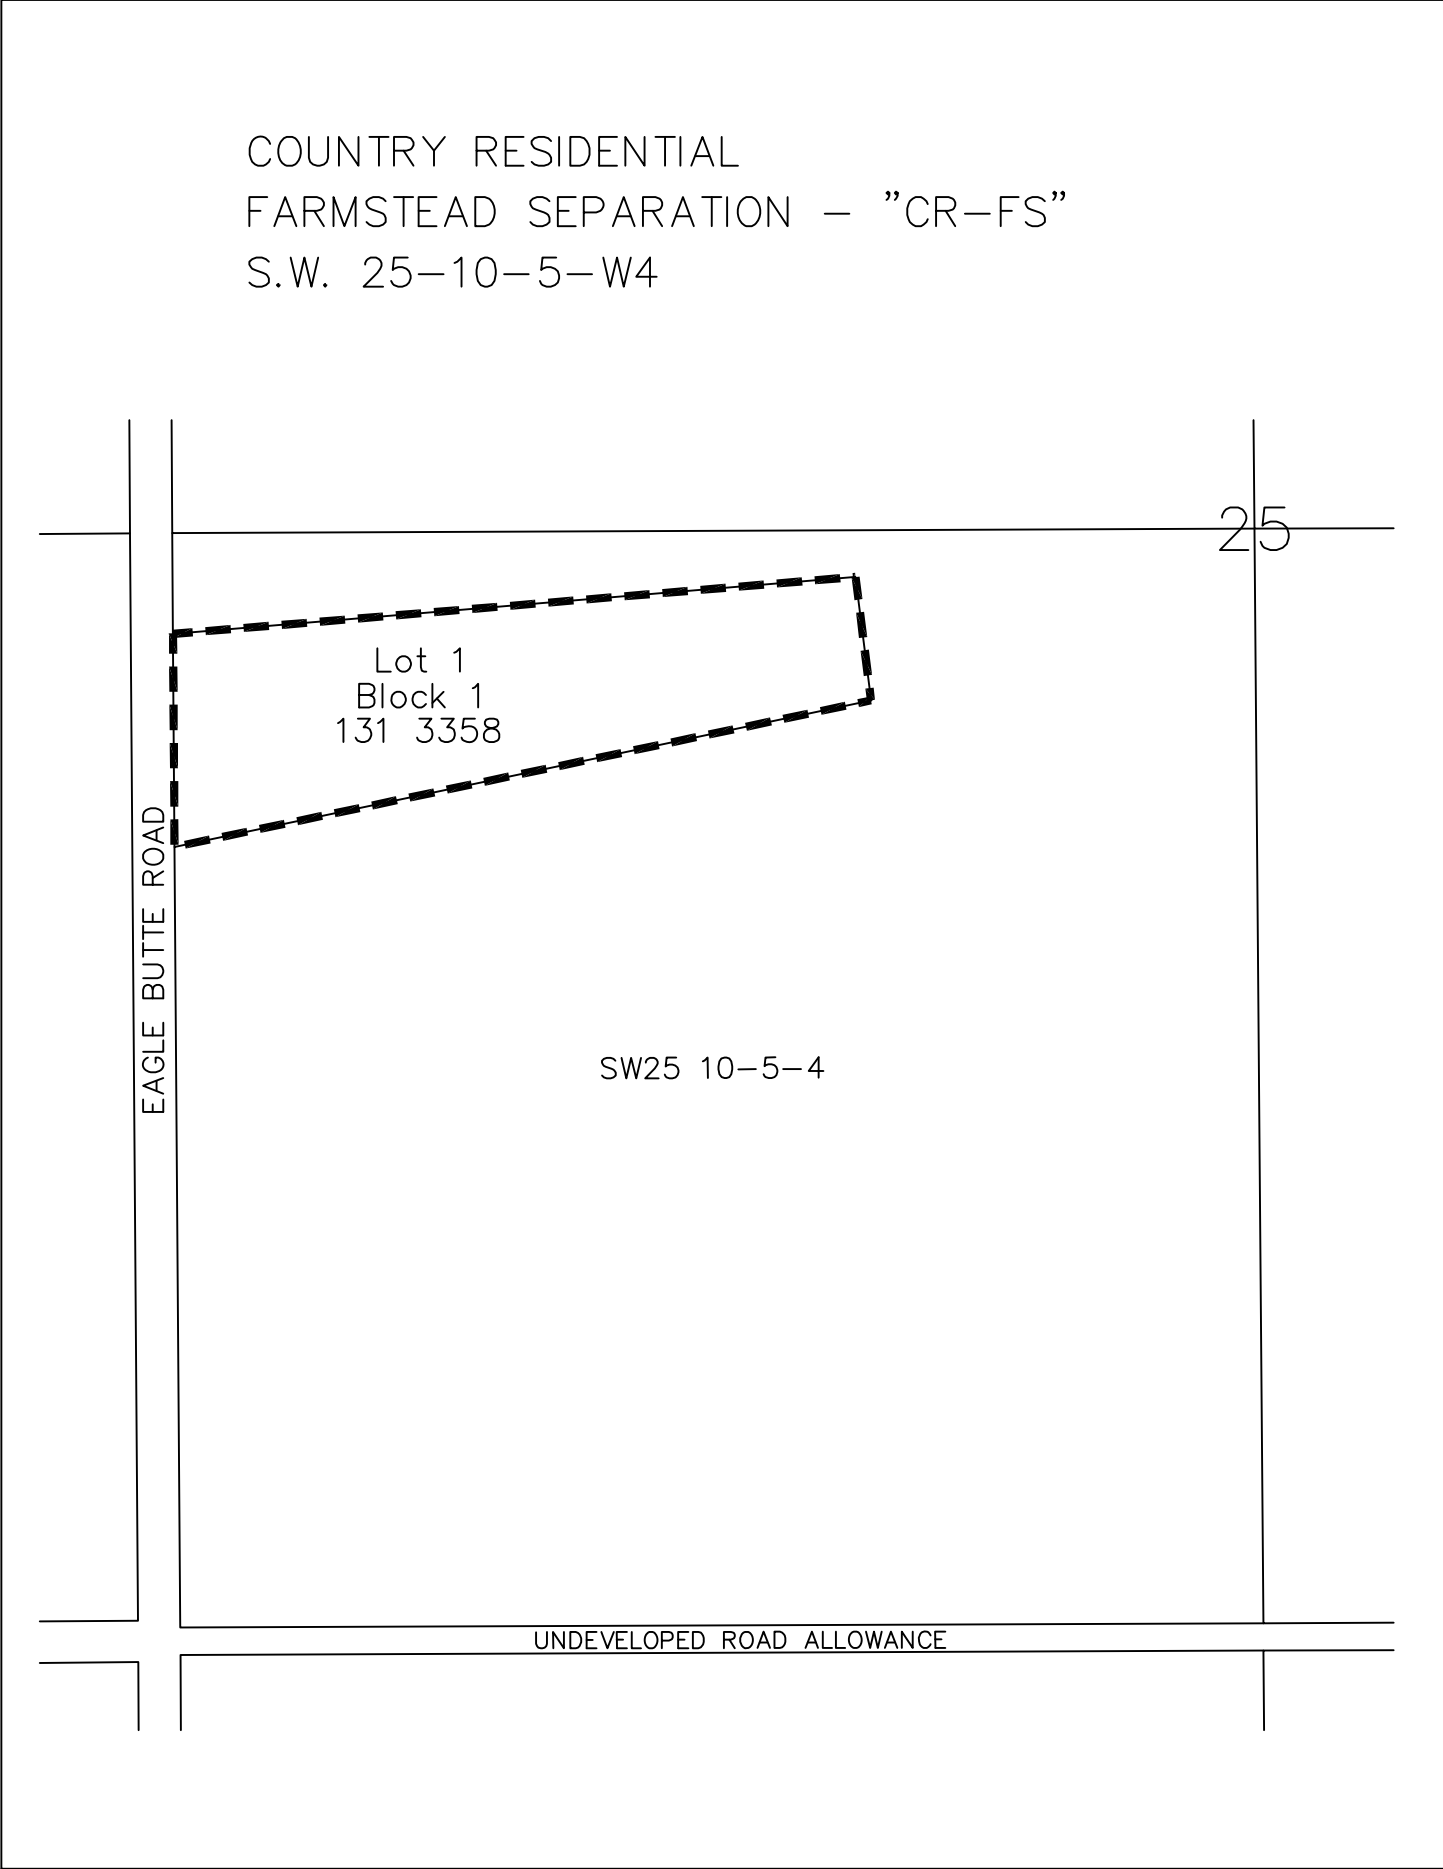 COUNTRY RESIDENTIAL
FARMSTEAD SEPARATION - "CR-FS"
S.W. 25-10-5-W4
25
Lot 1
Block 1
131 3358
EAGLE BUTTE ROAD
SW25 10-5-4
UNDEVELOPED ROAD ALLOWANCE